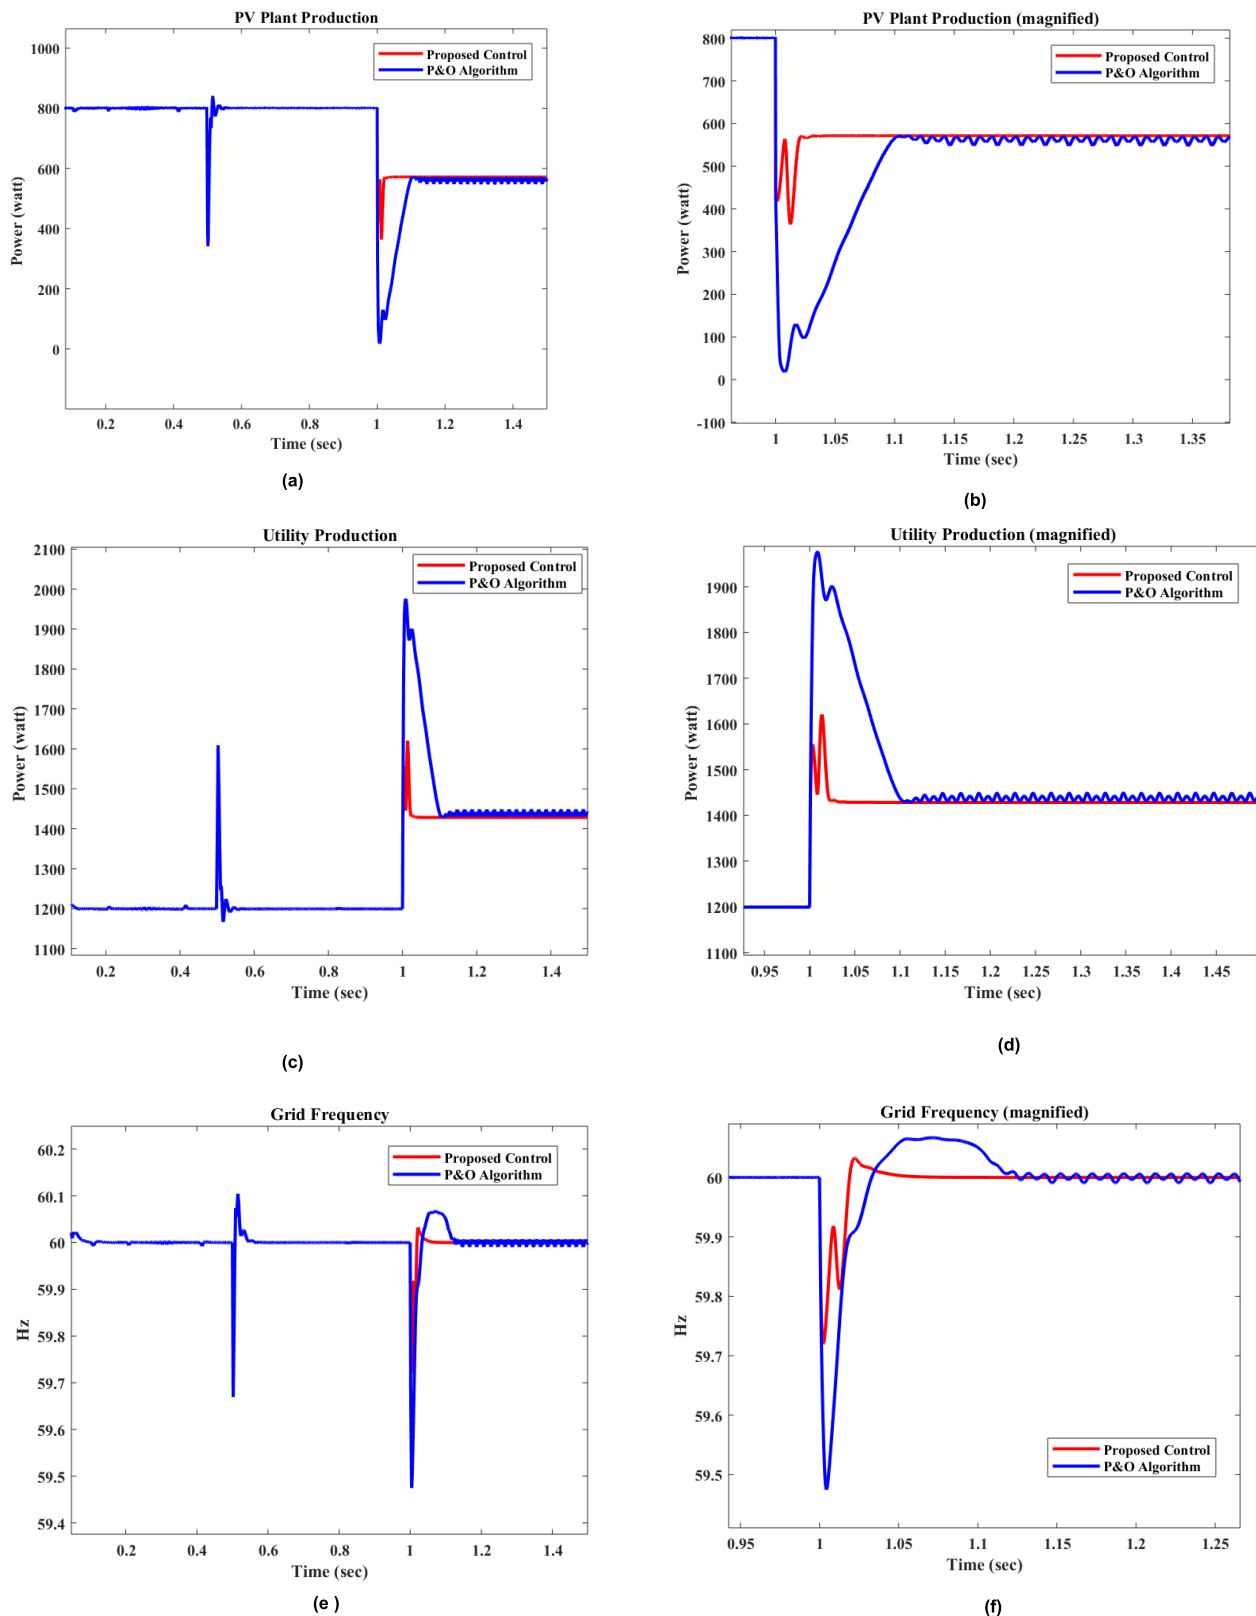 PV Plant Production
1000
800
600
400
200
0
Power (watt)
Proposed Control
P&O Algorithm
0.2 0.4 0.6 0.8 1 1.2 1.4
Time (sec)
(a)
PV Plant Production (magnified)
800
700
600
500
400
300
200
100
0
-100
Power (watt)
Proposed Control
P&O Algorithm
1 1.05 1.1 1.15 1.2 1.25 1.3 1.35
Time (sec)
(b)
Utility Production
2100
2000
1900
1800
1700
1600
1500
1400
1300
1200
1100
Power (watt)
Proposed Control
P&O Algorithm
0.2 0.4 0.6 0.8 1 1.2 1.4
Time (sec)
(c)
Utility Production (magnified)
1900
1800
1700
1600
1500
1400
1300
1200
1100
Power (watt)
Proposed Control
P&O Algorithm
0.95 1 1.05 1.1 1.15 1.2 1.25 1.3 1.35 1.4 1.45
Time (sec)
(d)
Grid Frequency
60.2
60.1
60
59.9
59.8
59.7
59.6
59.5
59.4
Hz
Proposed Control
P&O Algorithm
0.2 0.4 0.6 0.8 1 1.2 1.4
Time (sec)
(e )
Grid Frequency (magnified)
60
59.9
59.8
59.7
59.6
59.5
Hz
Proposed Control
P&O Algorithm
0.95 1 1.05 1.1 1.15 1.2 1.25
Time (sec)
(f)